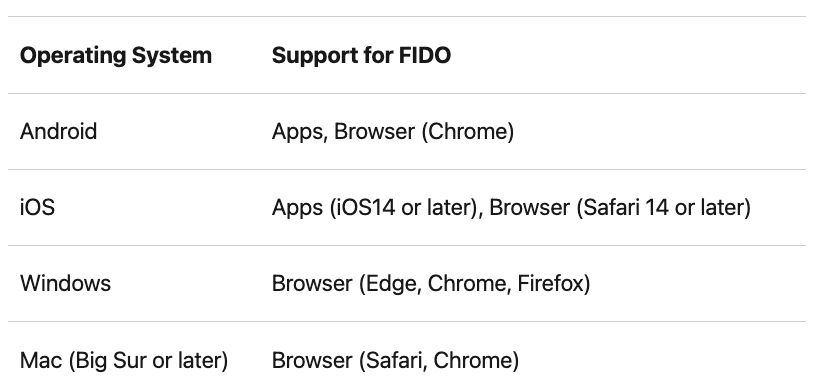 Operating System Support for FIDO
Android Apps, Browser (Chrome)
iOS Apps (iOS14 or later), Browser (Safari 14 or later)
Windows Browser (Edge, Chrome, Firefox)
Mac (Big Sur or later) Browser (Safari, Chrome)